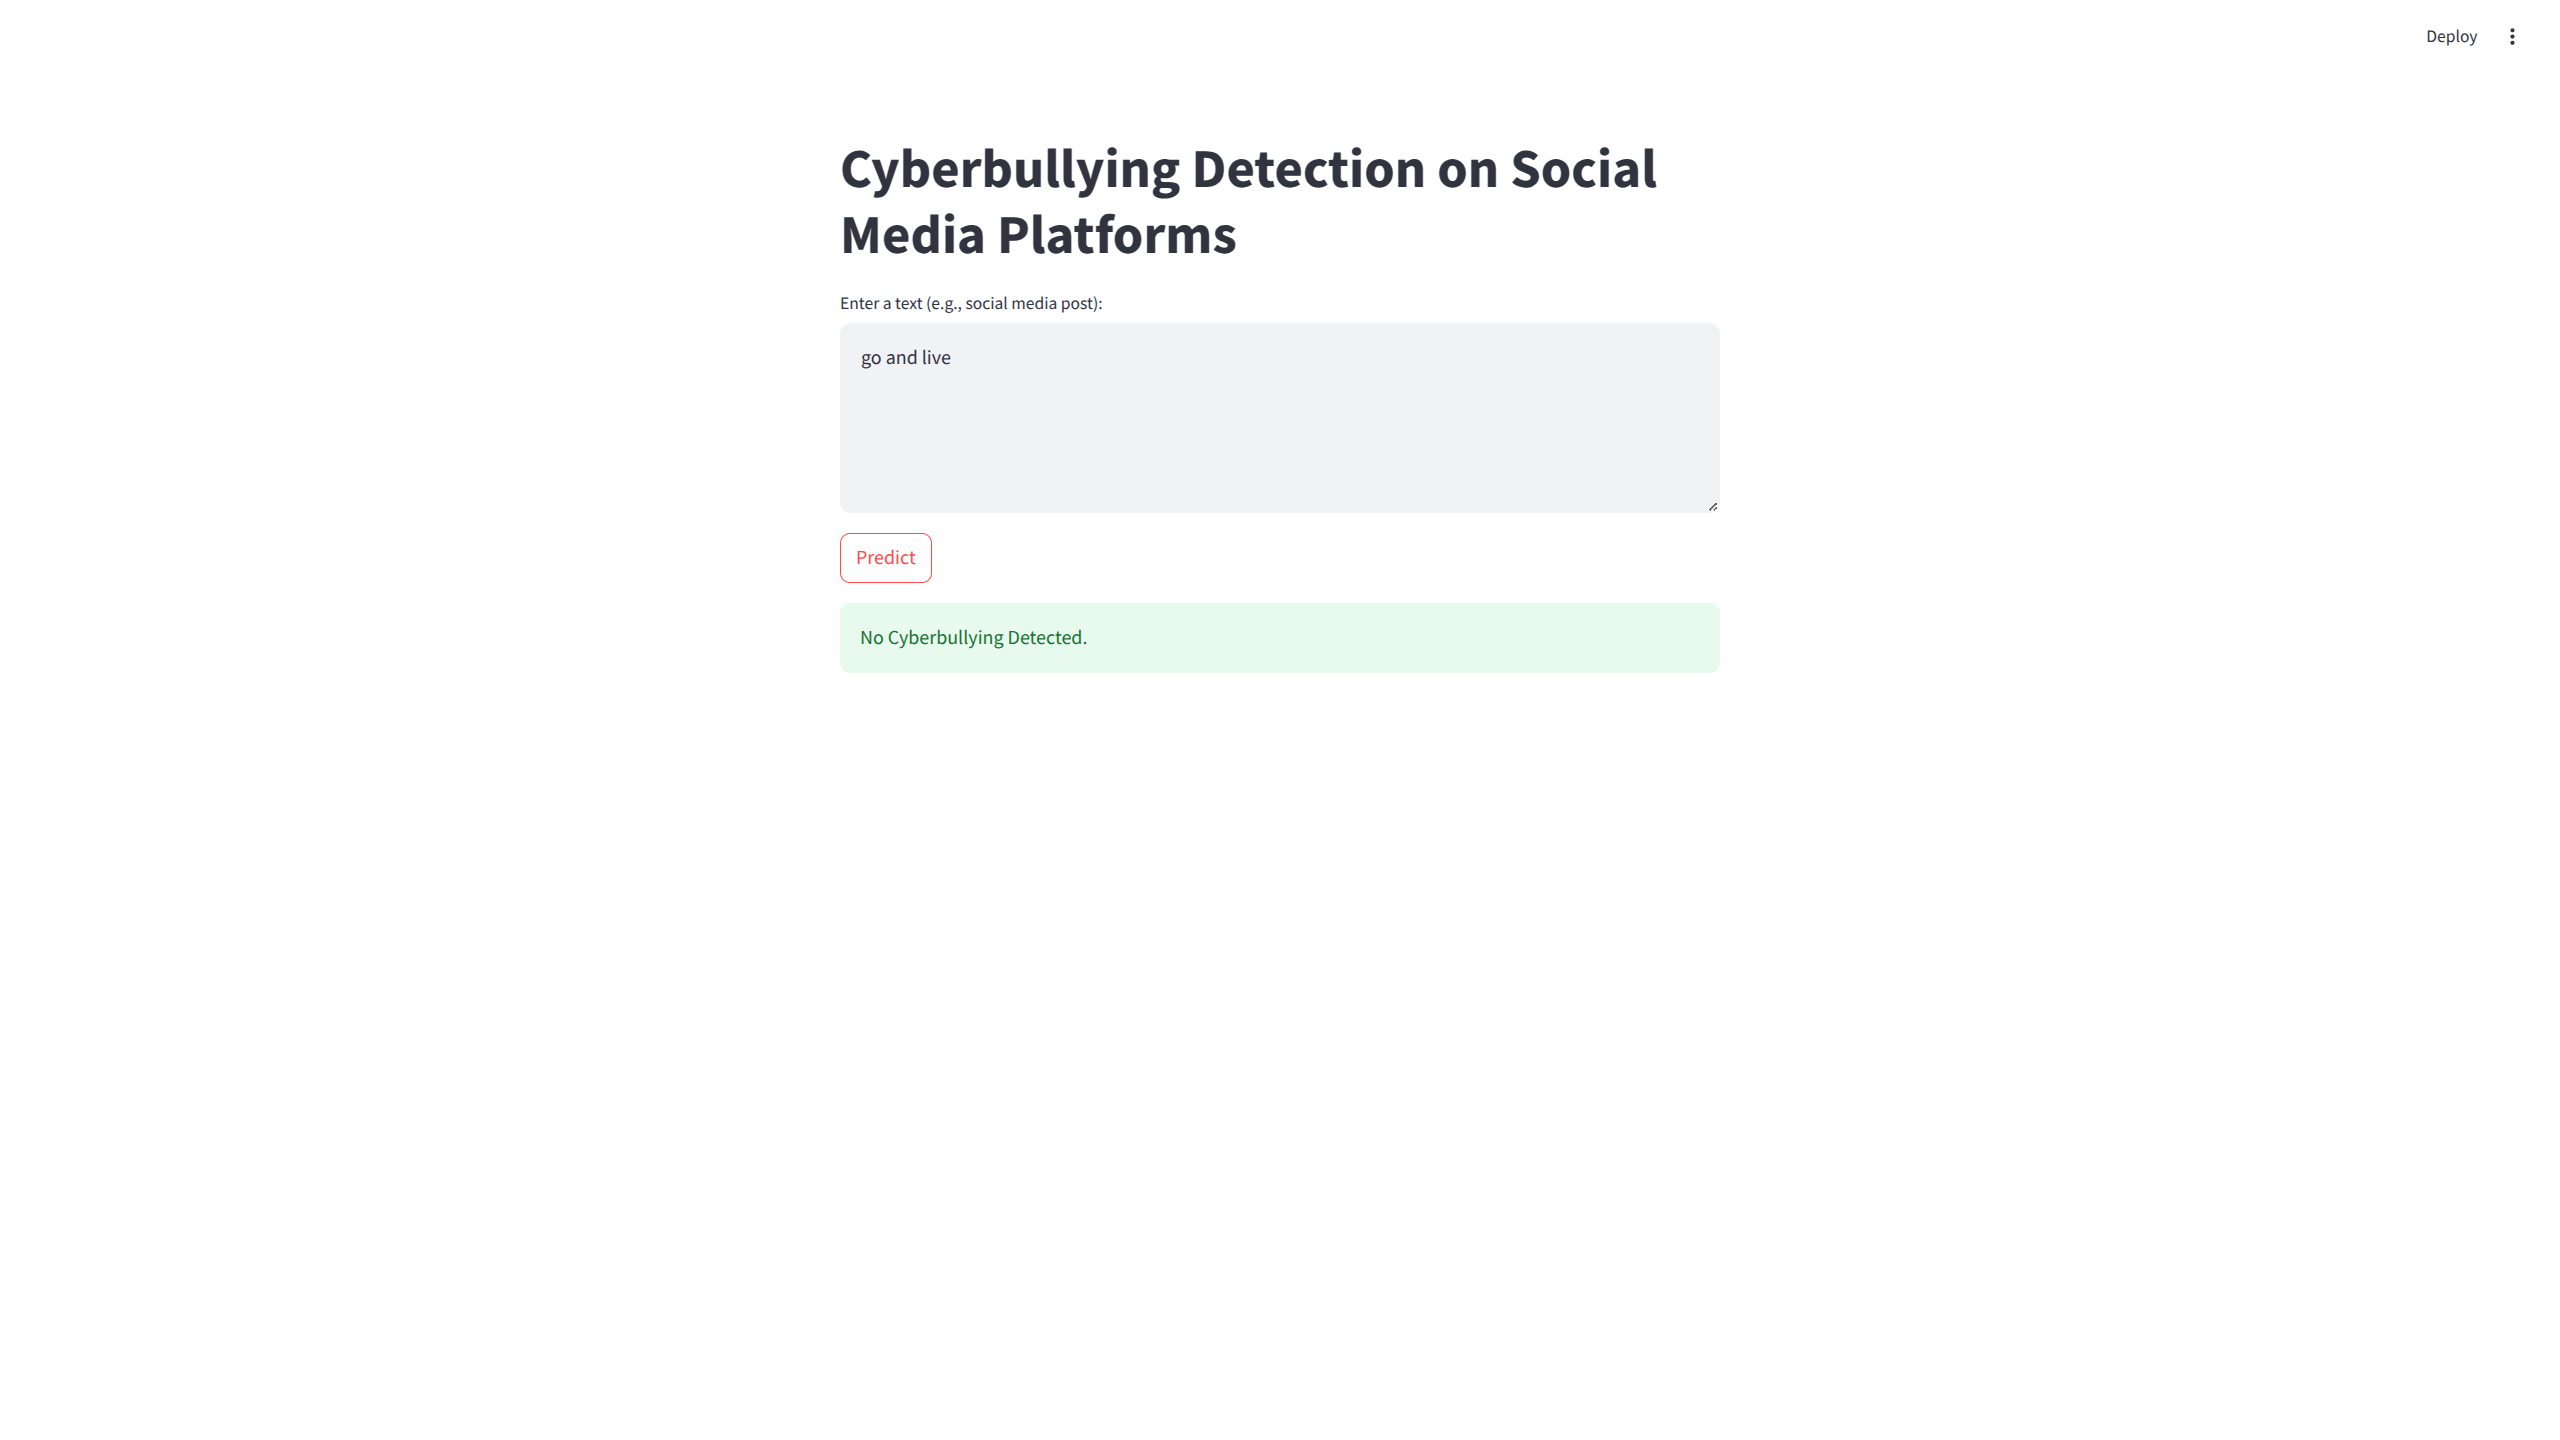 Deploy
Cyberbullying Detection on Social
Media Platforms
Enter a text (e.g., social media post):
go and live
Predict
No Cyberbullying Detected.